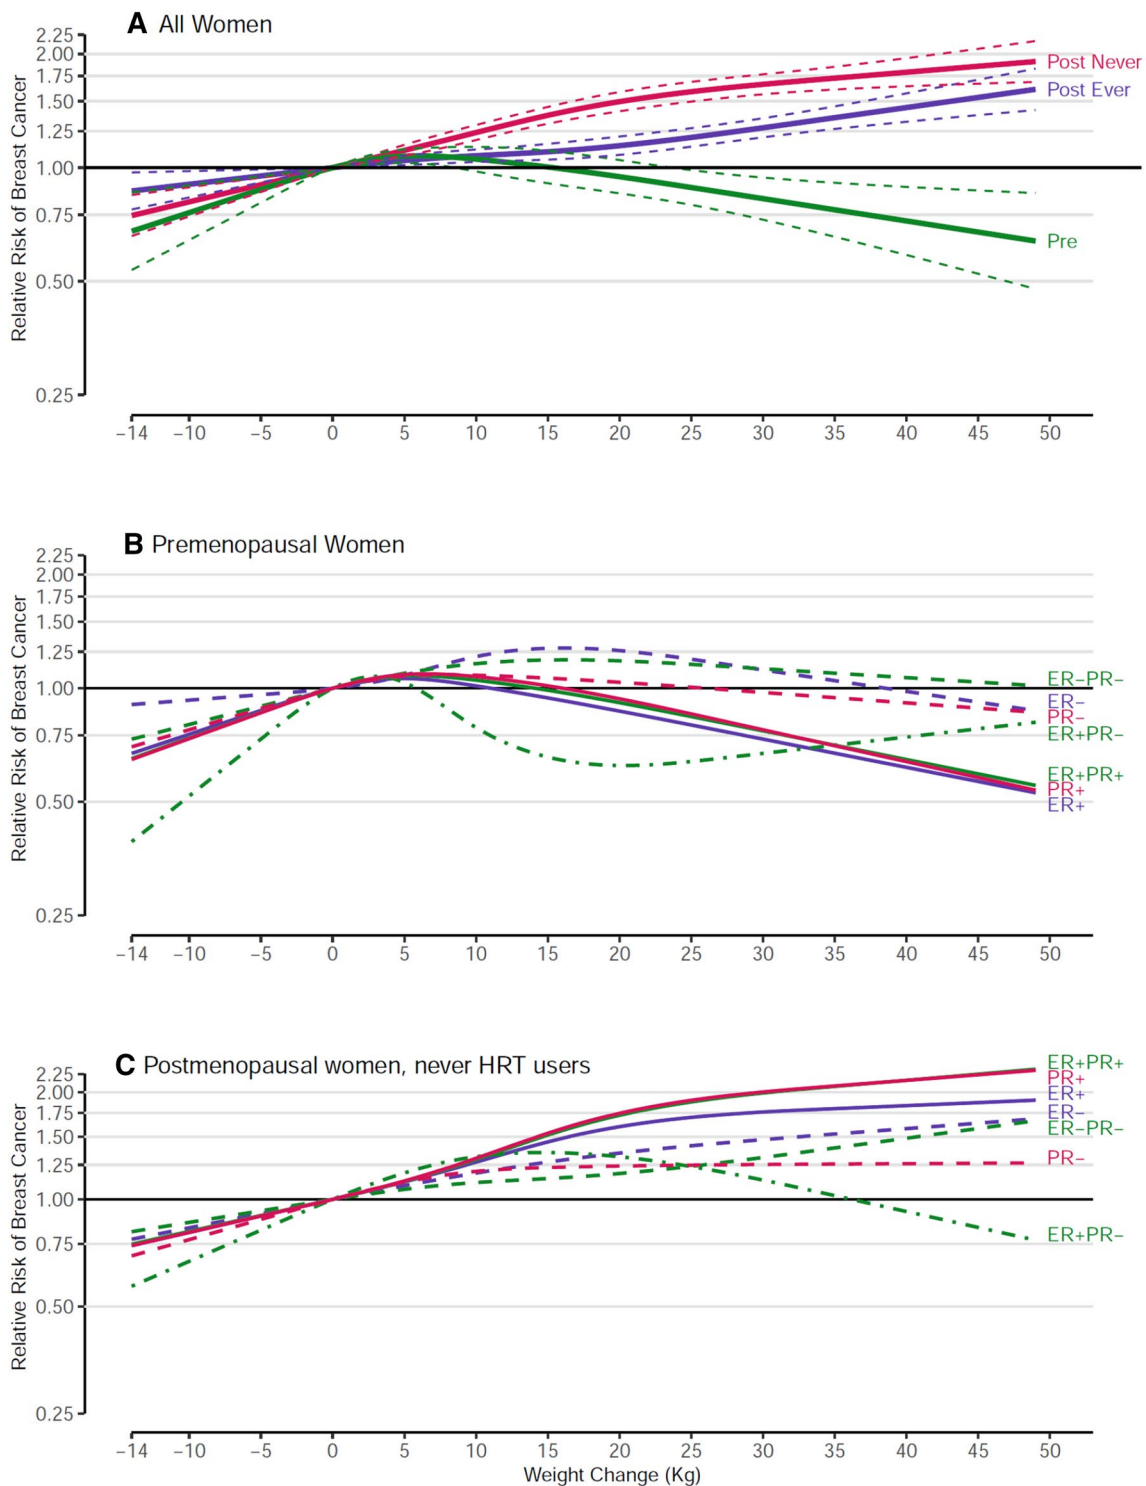 A All Women
Relative Risk of Breast Cancer
2.25
2.00
1.75
1.50
1.25
1.00
0.75
0.50
0.25
Post Never
Post Ever
Pre
−14 −10 −5 0 5 10 15 20 25 30 35 40 45 50
B Premenopausal Women
Relative Risk of Breast Cancer
2.25
2.00
1.75
1.50
1.25
1.00
0.75
0.50
0.25
ER−PR−
ER−
PR−
ER+PR−
ER+PR+
PR+
ER+
−14 −10 −5 0 5 10 15 20 25 30 35 40 45 50
C Postmenopausal women, never HRT users
Relative Risk of Breast Cancer
2.25
2.00
1.75
1.50
1.25
1.00
0.75
0.50
0.25
ER+PR+
PR+
ER+
ER−
ER−PR−
PR−
ER+PR−
−14 −10 −5 0 5 10 15 20 25 30 35 40 45 50
Weight Change (Kg)